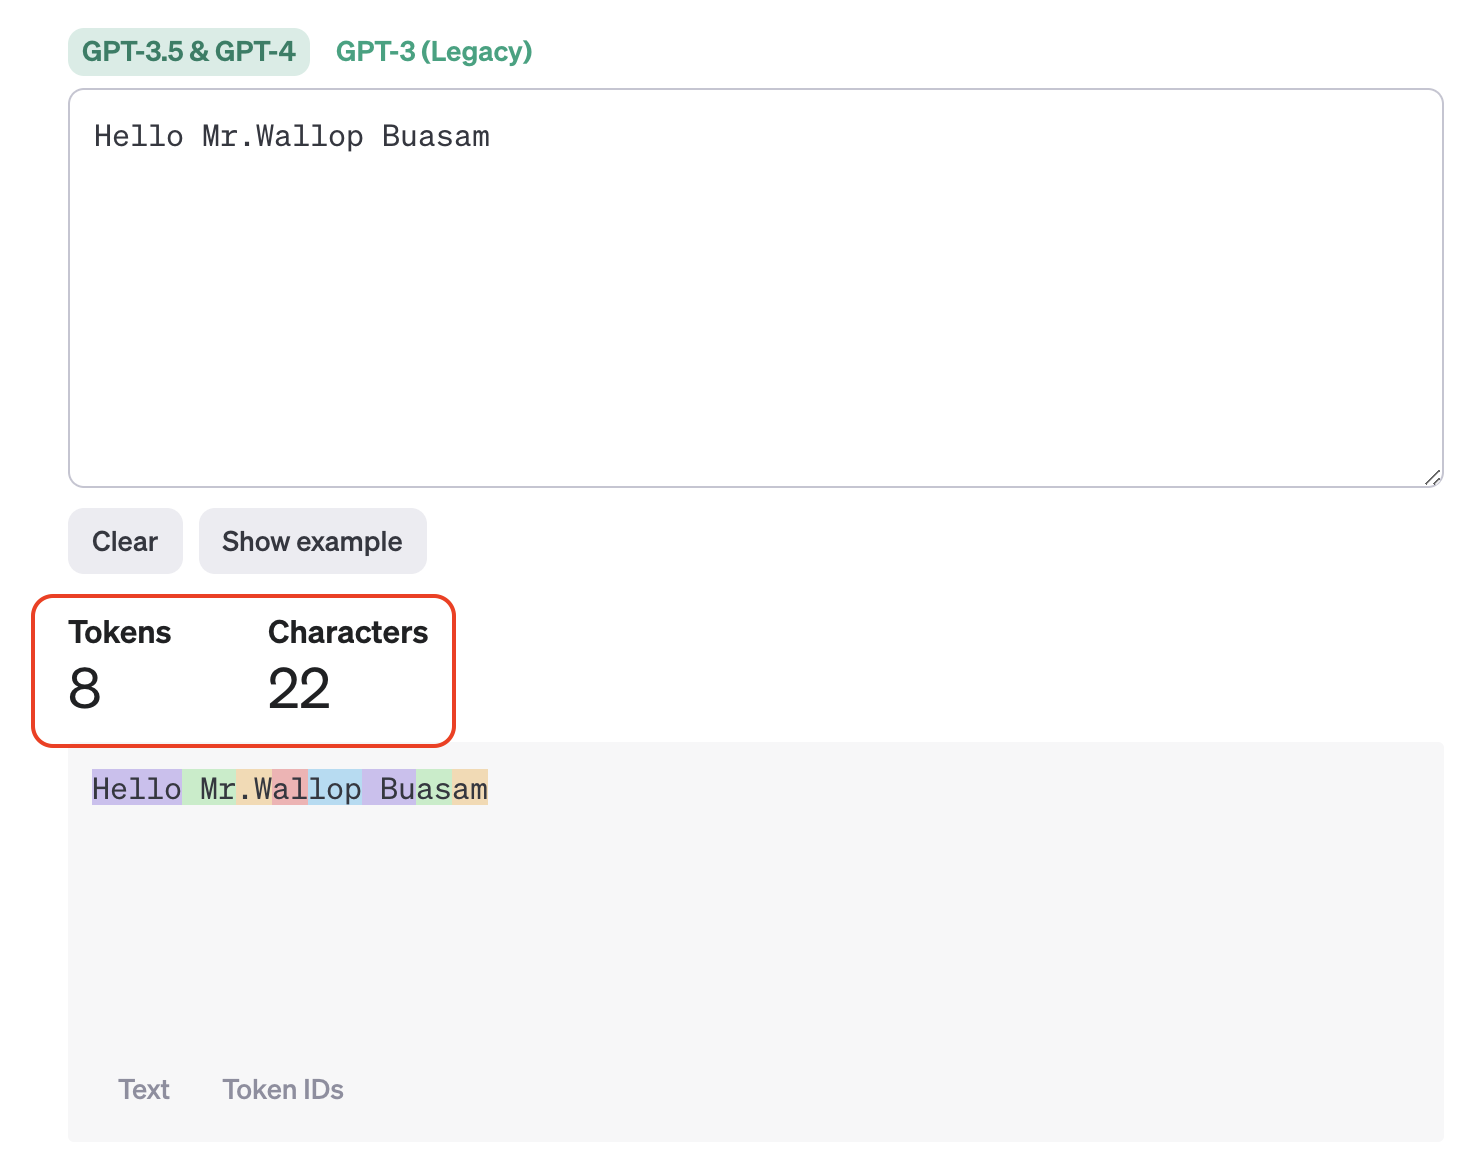 GPT-3.5 & GPT-4 GPT-3 (Legacy)
Hello Mr.Wallop Buasam
Clear Show example
Tokens Characters
8 22
Hello Mr.Wallop Buasam
Text Token IDs